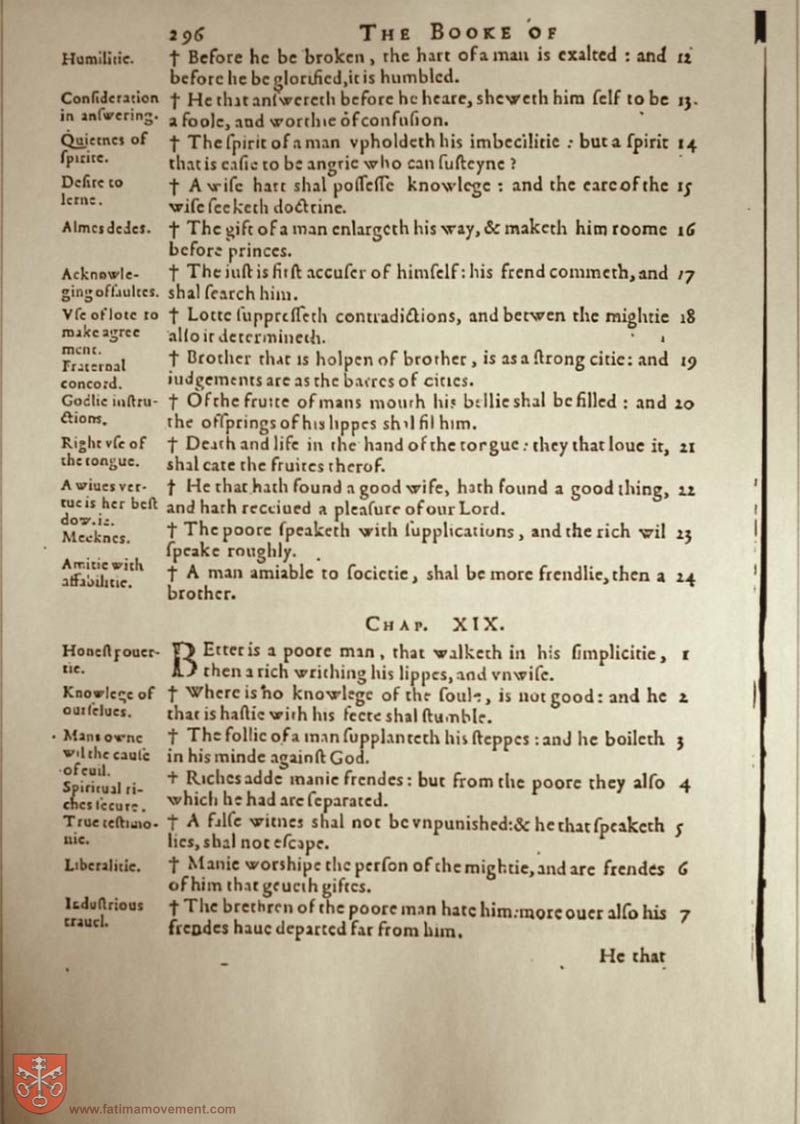 296 THE BOOKE OF
Humilitie. † Before he be broken, the hart of a man is exalted : and 12
before he be glorified, it is humbled.
Conſideration † He that anſwereth before he heare, sheweth him ſelf to be 13.
in anſwering. a foole, and worthie of confuſion.
Quietnes of † The ſpirit of a man vpholdeth his imbecilitie : but a ſpirit 14
ſpirite. that is eaſie to be angrie who can ſuſteyne ?
Deſire to † A wiſe hart shal poſſeſſe knowlege : and the eare of the 15
lerne. wiſe ſeeketh doctrine.
Almes dedes. † The gift of a man enlargeth his way, & maketh him roome 16
before princes.
Acknowle- † The iuſt is firſt accuſer of himſelf: his frend commeth, and 17
ging of faultes. shal ſearch him.
Vſe of lote to † Lotte ſuppreſſeth contradictions, and betwen the mightie 18
make agree alſo it determineth.
ment.
Fraternal † Brother that is holpen of brother, is as a ſtrong citie: and 19
concord. iudgements are as the barres of cities.
Godlie inſtru- † Of the fruite of mans mouth his bellie shal be filled : and 20
ctions. the ofſprings of his lippes shal fil him.
Right vſe of † Death and life in the hand of the tongue: they that loue it, 21
the tongue. shal eate the fruites therof.
A wiues ver- † He that hath found a good wife, hath found a good thing, 22
tue is her beſt and hath receiued a pleaſure of our Lord.
dowrie.
Meeknes. † The poore ſpeaketh with ſupplications, and the rich wil 23
ſpeake roughly.
Amitie with † A man amiable to ſocietie, shal be more frendlie, then a 24
affabilitie. brother.
CHAP. XIX.
Honeſt pouer- BEtter is a poore man, that walketh in his ſimplicitie, 1
tie. then a rich writhing his lippes, and vnwiſe.
Knowlege of † Where is no knowlege of the ſoule, is not good: and he 2
ourſelues. that is haſtie with his feete shal ſtumble.
Mans owne † The follie of a man ſupplanteth his ſteppes : and he boileth 3
wil the cauſe in his minde againſt God.
of euil.
Spiritual ri- † Riches adde manie frendes: but from the poore they alſo 4
ches ſecure. which he had are ſeparated.
True teſtimo- † A falſe witnes shal not be vnpunished: & he that ſpeaketh 5
nie. lies, shal not eſcape.
Liberalitie. † Manie worshipe the perſon of the mightie, and are frendes 6
of him that geueth giftes.
Induſtrious † The brethren of the poore man hate him: moreouer alſo his 7
trauel. frendes haue departed far from him.
He that
www.fatimamovement.com